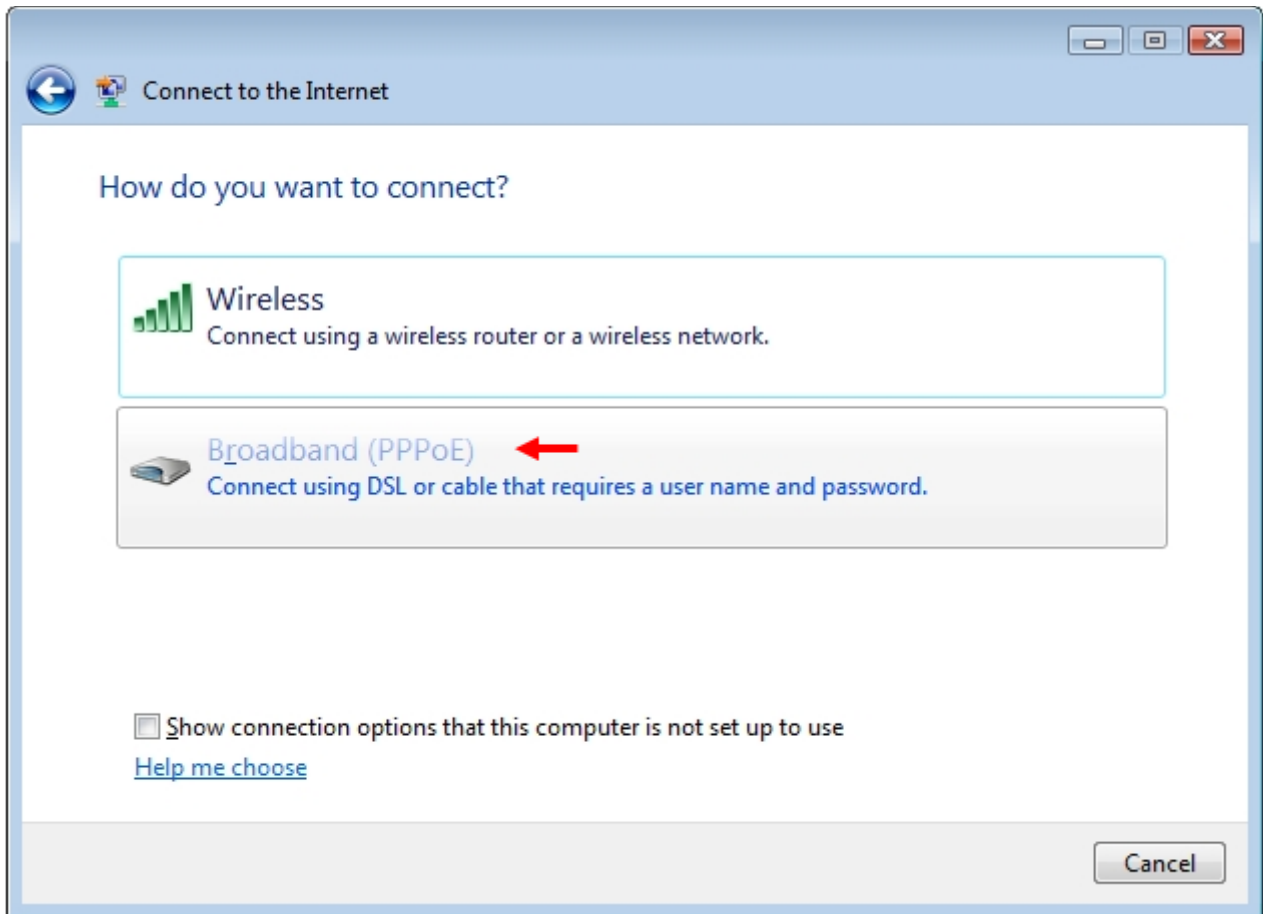 Connect to the Internet
How do you want to connect?
Wireless
Connect using a wireless router or a wireless network.
Broadband (PPPoE)
Connect using DSL or cable that requires a user name and password.
Show connection options that this computer is not set up to use
Help me choose
Cancel